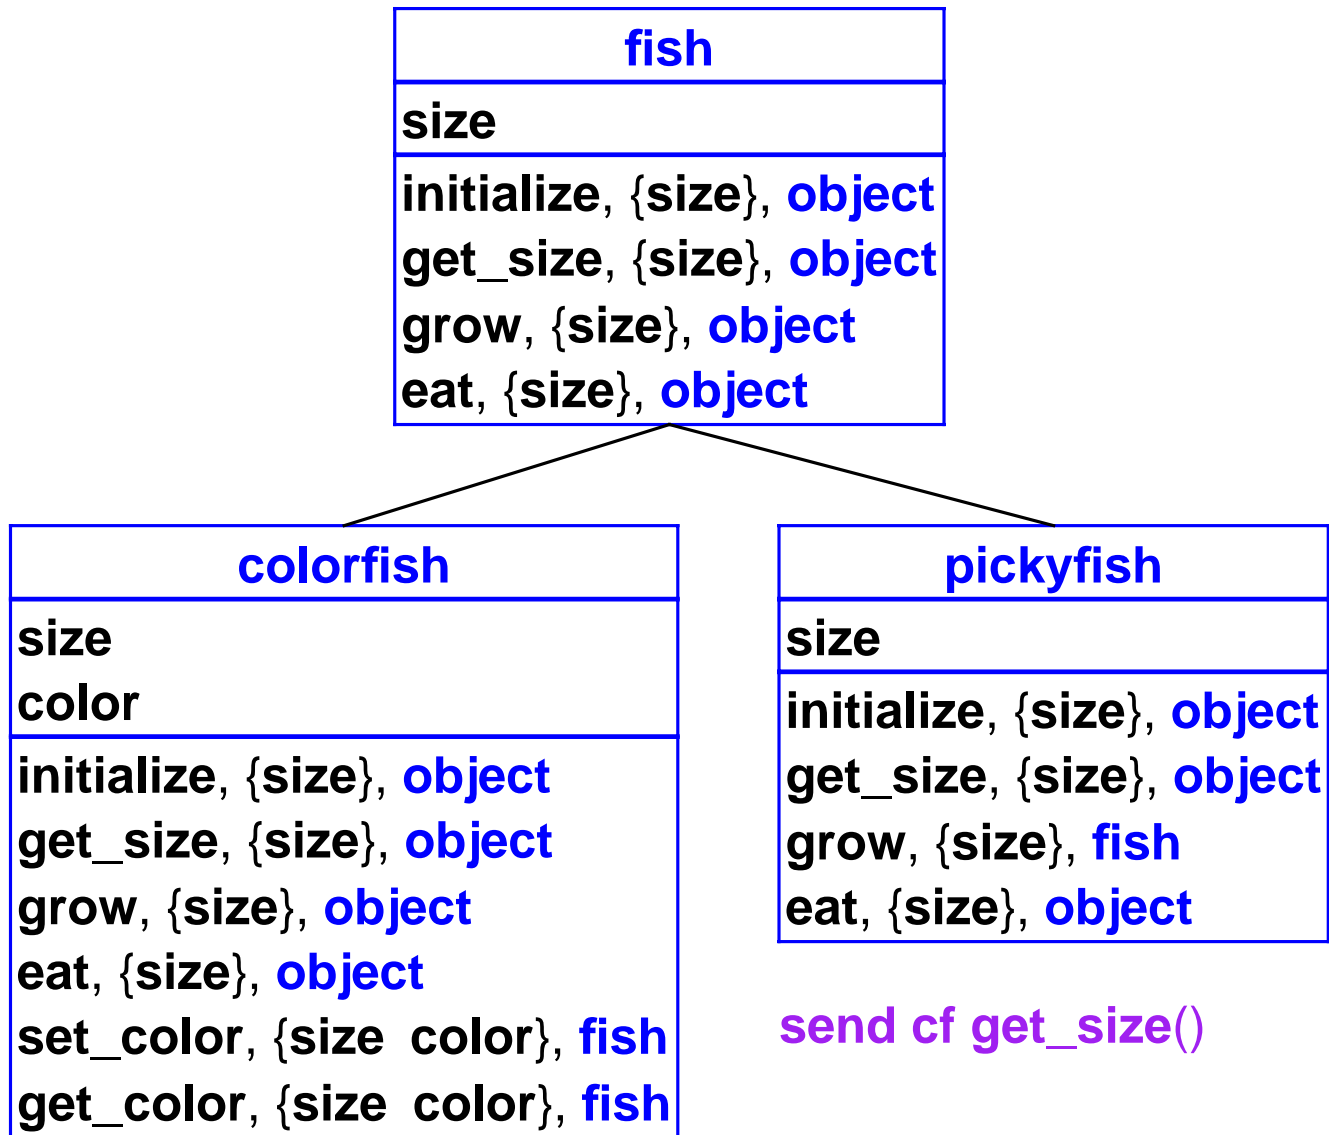 fish
size
initialize, {size}, object
get_size, {size}, object
grow, {size}, object
eat, {size}, object
colorfish
size
color
initialize, {size}, object
get_size, {size}, object
grow, {size}, object
eat, {size}, object
set_color, {size color}, fish
get_color, {size color}, fish
pickyfish
size
initialize, {size}, object
get_size, {size}, object
grow, {size}, fish
eat, {size}, object
send cf get_size()